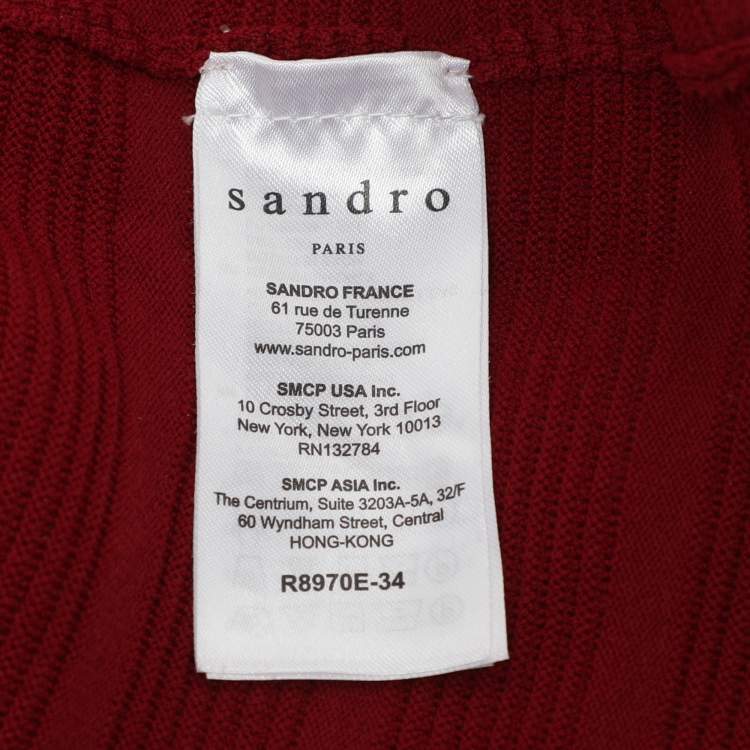 sandro
PARIS
SANDRO FRANCE
61 rue de Turenne
75003 Paris
www.sandro-paris.com
SMCP USA Inc.
10 Crosby Street, 3rd Floor
New York, New York 10013
RN132784
SMCP ASIA Inc.
The Centrium, Suite 3203A-5A, 32/F
60 Wyndham Street, Central
HONG-KONG
R8970E-34